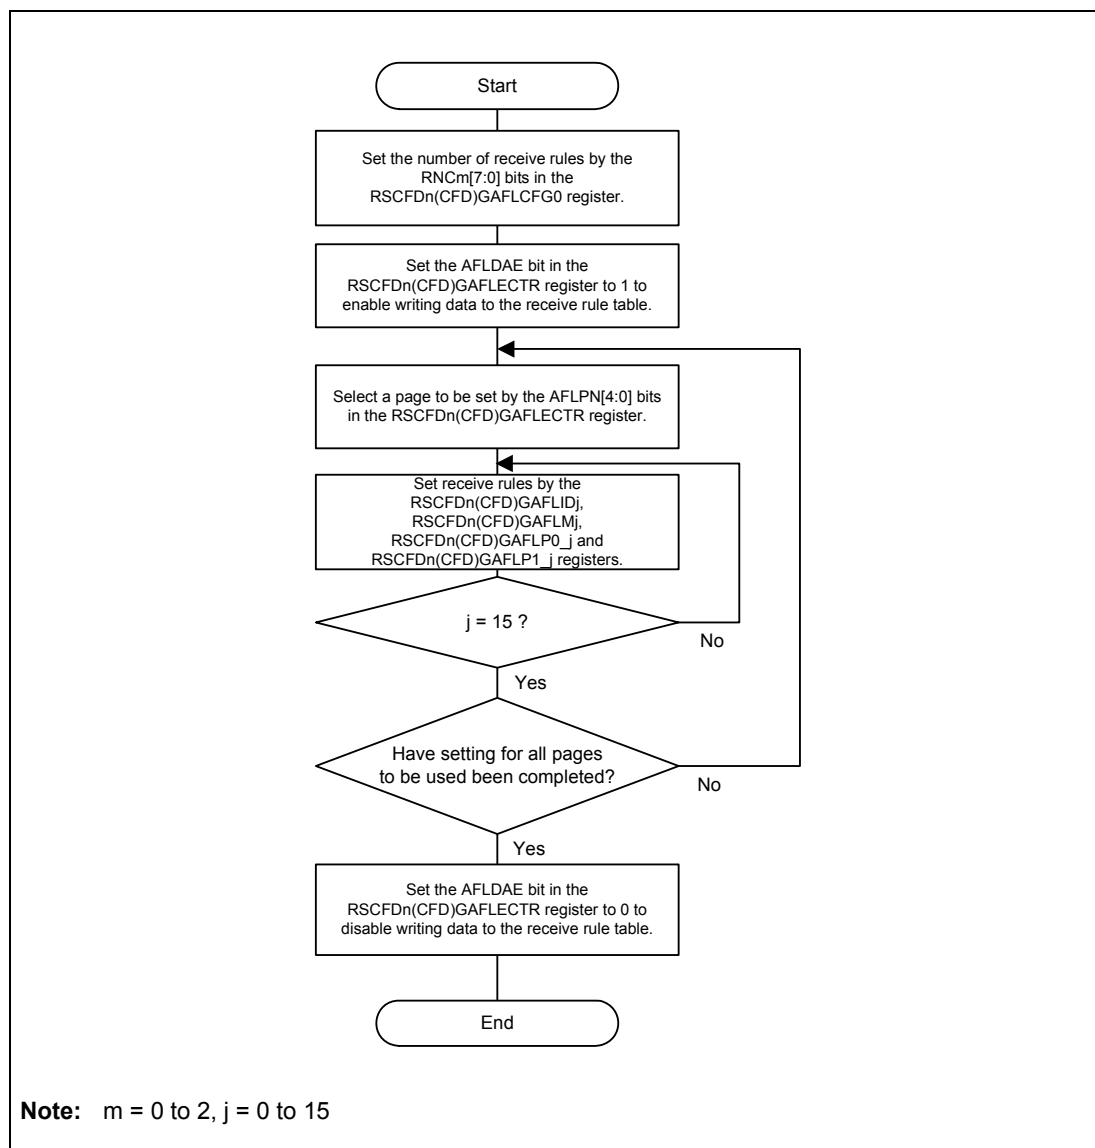 Start
Set the number of receive rules by the
RNCm[7:0] bits in the
RSCFDn(CFD)GAFLCFG0 register.
Set the AFLDAE bit in the
RSCFDn(CFD)GAFLECTR register to 1 to
enable writing data to the receive rule table.
Select a page to be set by the AFLPN[4:0] bits
in the RSCFDn(CFD)GAFLECTR register.
Set receive rules by the
RSCFDn(CFD)GAFLIDj,
RSCFDn(CFD)GAFLMj,
RSCFDn(CFD)GAFLP0_j and
RSCFDn(CFD)GAFLP1_j registers.
j = 15 ?
No
Yes
Have setting for all pages
to be used been completed?
No
Yes
Set the AFLDAE bit in the
RSCFDn(CFD)GAFLECTR register to 0 to
disable writing data to the receive rule table.
End
Note: m = 0 to 2, j = 0 to 15